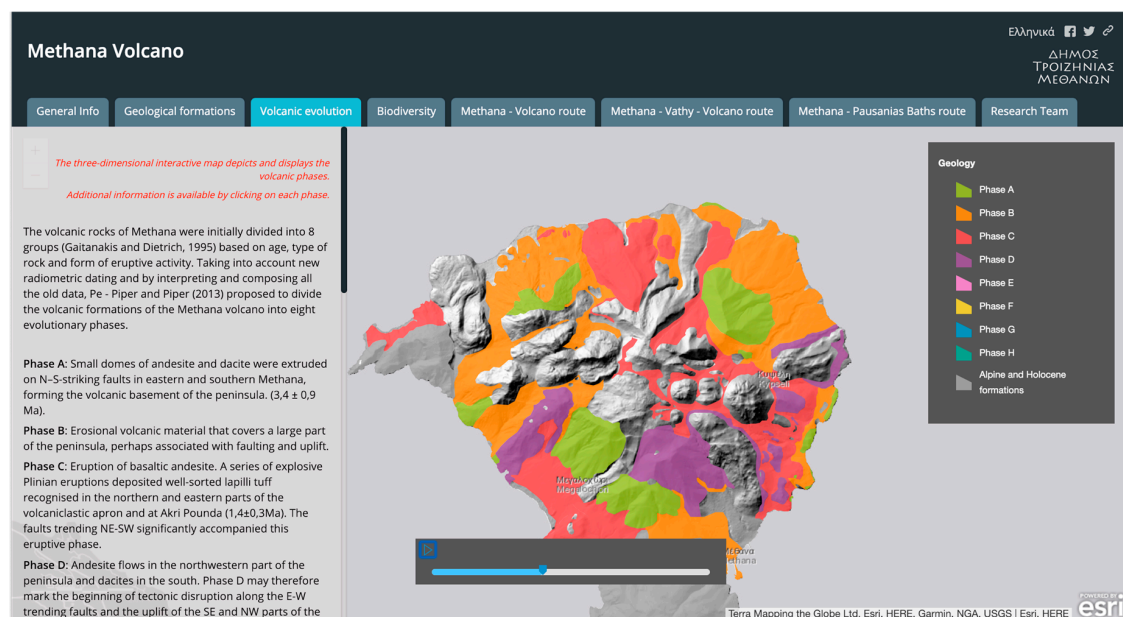 Ελληνικά
Methana Volcano
ΔΗΜΟΣ
ΤΡΟΙΖΗΝΙΑΣ
ΜΕΘΑΝΩΝ
General Info
Geological formations
Volcanic evolution
Biodiversity
Methana - Volcano route
Methana - Vathy - Volcano route
Methana - Pausanias Baths route
Research Team
The three-dimensional interactive map depicts and displays the
volcanic phases.
Additional information is available by clicking on each phase.
The volcanic rocks of Methana were initially divided into 8
groups (Gaitanakis and Dietrich, 1995) based on age, type of
rock and form of eruptive activity. Taking into account new
radiometric dating and by interpreting and composing all
the old data, Pe - Piper and Piper (2013) proposed to divide
the volcanic formations of the Methana volcano into eight
evolutionary phases.
Phase A: Small domes of andesite and dacite were extruded
on N–S-striking faults in eastern and southern Methana,
forming the volcanic basement of the peninsula. (3,4 ± 0,9
Ma).
Phase B: Erosional volcanic material that covers a large part
of the peninsula, perhaps associated with faulting and uplift.
Phase C: Eruption of basaltic andesite. A series of explosive
Plinian eruptions deposited well-sorted lapilli tuff
recognised in the northern and eastern parts of the
volcaniclastic apron and at Akri Pounda (1,4±0,3Ma). The
faults trending NE-SW significantly accompanied this
eruptive phase.
Phase D: Andesite flows in the northwestern part of the
peninsula and dacites in the south. Phase D may therefore
mark the beginning of tectonic disruption along the E-W
trending faults and the uplift of the SE and NW parts of the
Geology
Phase A
Phase B
Phase C
Phase D
Phase E
Phase F
Phase G
Phase H
Alpine and Holocene
formations
Κυψέλη
Kypseli
Μεγαλοχώρι
Megalochori
Terra Mapping the Globe Ltd, Esri, HERE, Garmin, NGA, USGS | Esri, HERE
POWERED BY
esri